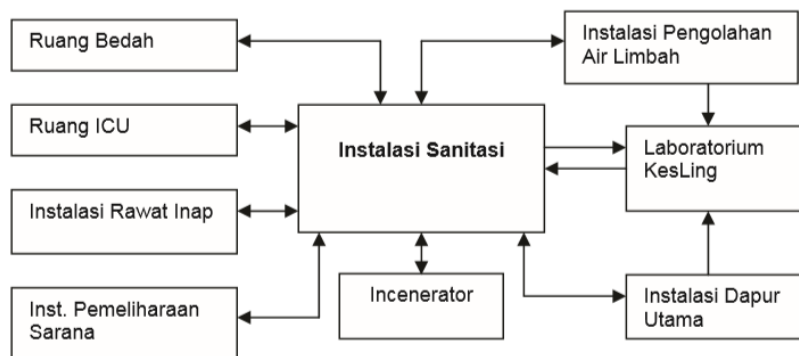 Ruang Bedah
Instalasi Pengolahan
Air Limbah
Ruang ICU
Instalasi Sanitasi
Laboratorium
KesLing
Instalasi Rawat Inap
Inst. Pemeliharaan
Sarana
Incenerator
Instalasi Dapur
Utama